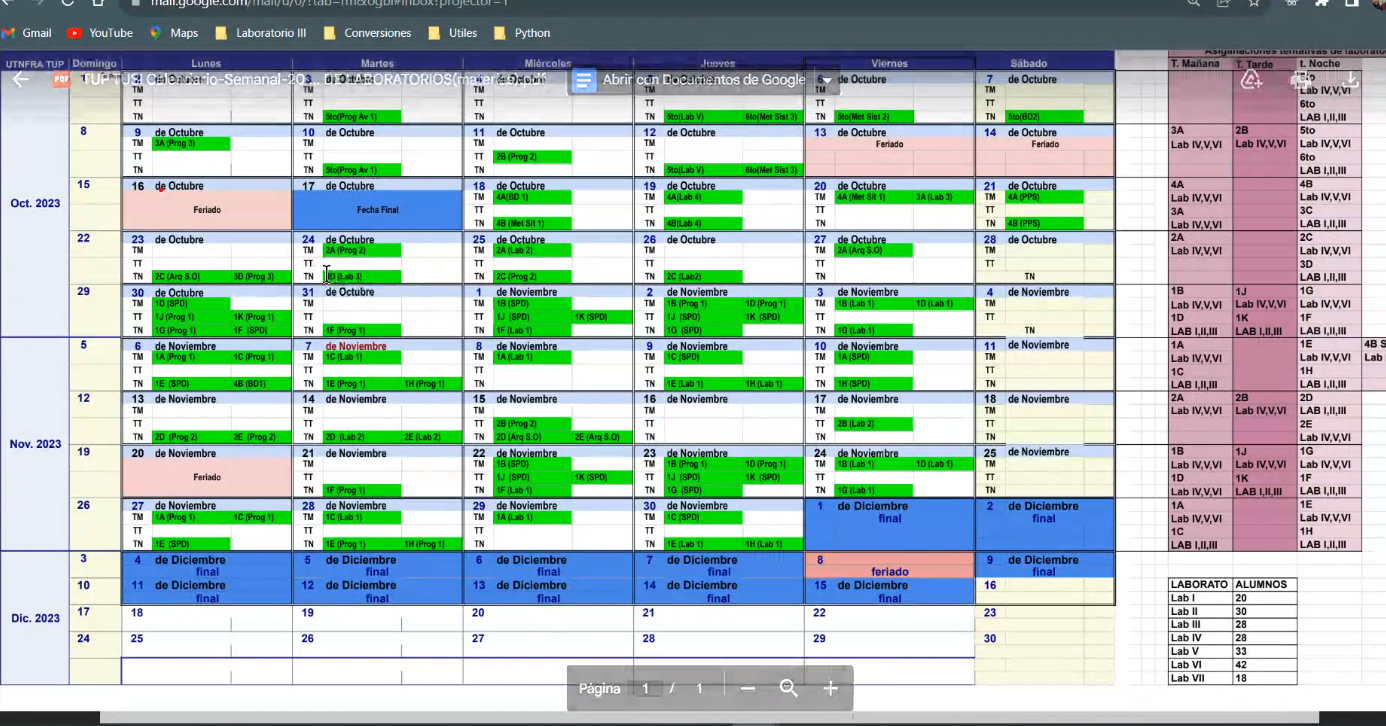 mail.google.com/mail/u/0/?tab=rm&ogbl#inbox?projector=1
Gmail YouTube Maps Laboratorio III Conversiones Utiles Python
UTNFRA TUP Domingo Lunes Martes Miércoles Jueves Viernes Sábado
T. Mañana T. Tarde t. Noche
Abrir con Documentos de Google
7 de Octubre
TM TM TM TM TM TM Lab IV,V,VI
TT TT TT TT TT TT 6to
TN TN 5to(Prog Av 1) TN TN 5to(Lab V) 6to(Met Sist 3) TN 5to(Met Sist 2) TN 5to(BD2) LAB I,II,III
8 9 de Octubre 10 de Octubre 11 de Octubre 12 de Octubre 13 de Octubre 14 de Octubre 3A 2B 5to
TM 3A (Prog 3) TM TM TM Feriado Feriado Lab IV,V,VI Lab IV,V,VI LAB I,II,III
TT TT TT 2B (Prog 2) TT 6to
TN TN 5to(Prog Av 1) TN TN 5to(Lab V) 6to(Met Sist 3) Lab IV,V,VI
15 16 de Octubre 17 de Octubre 18 de Octubre 19 de Octubre 20 de Octubre 21 de Octubre 4A 4B
TM 4A(BD 1) TM 4A(Lab 4) TM 4A (Met Sit 1) 3A (Lab 3) TM 4A (PPS) Lab IV,V,VI Lab IV,V,VI
Oct. 2023 Feriado Fecha Final TT TT TT TT 3A 3C
TN 4B (Met Sit 1) TN 4B(Lab 4) TN TN 4B (PPS) Lab IV,V,VI LAB I,II,III
22 23 de Octubre 24 de Octubre 25 de Octubre 26 de Octubre 27 de Octubre 28 de Octubre 2A 2C
TM TM 2A (Prog 2) TM 2A (Lab 2) TM TM 2A (Arq S.O) TM Lab IV,V,VI Lab IV,V,VI
TT TT TT TT TT TT 3D
TN 2C (Arq S.O) 3D (Prog 3) TN (Lab 3) TN 2C (Prog 2) TN 2C (Lab2) TN TN LAB I,II,III
29 30 de Octubre 31 de Octubre 1 de Noviembre 2 de Noviembre 3 de Noviembre 4 de Noviembre 1B 1J 1G
TM 1D (SPD) TM TM 1B (SPD) TM 1B (Prog 1) 1D (Prog 1) TM 1B (Lab 1) 1D (Lab 1) TM Lab IV,V,VI Lab IV,V,VI Lab IV,V,VI
TT 1J (Prog 1) 1K (Prog 1) TT TT 1J (SPD) 1K (SPD) TT 1J (SPD) 1K (SPD) TT TT 1D 1K 1F
TN 1G (Prog 1) 1F (SPD) TN 1F (Prog 1) TN 1F (Lab 1) TN 1G (SPD) TN 1G (Lab 1) TN LAB I,II,III LAB I,II,III LAB I,II,III
5 6 de Noviembre 7 de Noviembre 8 de Noviembre 9 de Noviembre 10 de Noviembre 11 de Noviembre 1A 1E 4B S
TM 1A (Prog 1) 1C (Prog 1) TM 1C (Lab 1) TM 1A (Lab 1) TM 1C (SPD) TM 1A (SPD) TM Lab IV,V,VI Lab IV,V,VI Lab
TT TT TT TT TT TT 1C 1H
TN 1E (SPD) 4B (BD1) TN 1E (Prog 1) 1H (Prog 1) TN TN 1E (Lab 1) 1H (Lab 1) TN 1H (SPD) TN LAB I,II,III LAB I,II,III
12 13 de Noviembre 14 de Noviembre 15 de Noviembre 16 de Noviembre 17 de Noviembre 18 de Noviembre 2A 2B 2D
TM TM TM TM TM TM Lab IV,V,VI Lab IV,V,VI LAB I,II,III
TT TT TT 2B (Prog 2) TT TT 2B (Lab 2) TT 2E
TN 2D (Prog 2) 2E (Prog 2) TN 2D (Lab 2) 2E (Lab 2) TN 2D (Arq S.O) 2E (Arq S.O) TN TN TN Lab IV,V,VI
Nov. 2023
19 20 de Noviembre 21 de Noviembre 22 de Noviembre 23 de Noviembre 24 de Noviembre 25 de Noviembre 1B 1J 1G
TM TM 1B (SPD) TM 1B (Prog 1) 1D (Prog 1) TM 1B (Lab 1) 1D (Lab 1) TM Lab IV,V,VI Lab IV,V,VI Lab IV,V,VI
Feriado TT TT 1J (SPD) 1K (SPD) TT 1J (SPD) 1K (SPD) TT TT 1D 1K 1F
TN 1F (Prog 1) TN 1F (Lab 1) TN 1G (SPD) TN 1G (Lab 1) TN LAB I,II,III LAB I,II,III LAB I,II,III
26 27 de Noviembre 28 de Noviembre 29 de Noviembre 30 de Noviembre 1 de Diciembre 2 de Diciembre 1A 1E
TM 1A (Prog 1) 1C (Prog 1) TM 1C (Lab 1) TM 1A (Lab 1) TM 1C (SPD) final final Lab IV,V,VI Lab IV,V,VI
TT TT TT TT 1C 1H
TN 1E (SPD) TN 1E (Prog 1) 1H (Prog 1) TN TN 1E (Lab 1) 1H (Lab 1) LAB I,II,III LAB I,II,III
3 4 de Diciembre 5 de Diciembre 6 de Diciembre 7 de Diciembre 8 9 de Diciembre
final final final final feriado final
10 11 de Diciembre 12 de Diciembre 13 de Diciembre 14 de Diciembre 15 de Diciembre 16
final final final final final
Dic. 2023
17 18 19 20 21 22 23
24 25 26 27 28 29 30
LABORATO ALUMNOS
Lab I 20
Lab II 30
Lab III 28
Lab IV 28
Lab V 33
Lab VI 42
Lab VII 18
Página 1 / 1